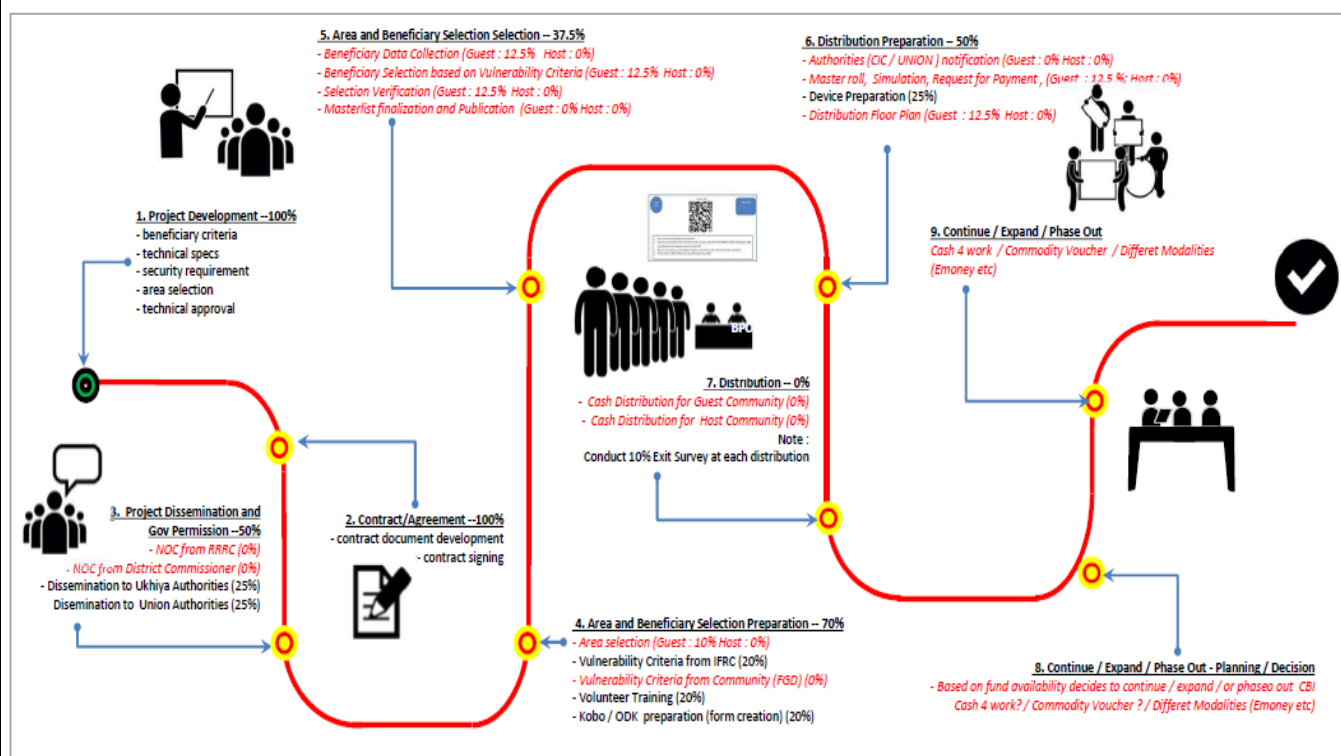 5. Area and Beneficiary Selection Selection -- 37.5%
- Beneficiary Data Collection (Guest : 12.5% Host : 0%)
- Beneficiary Selection based on Vulnerability Criteria (Guest : 12.5% Host : 0%)
- Selection Verification (Guest : 12.5% Host : 0%)
- Masterlist finalization and Publication (Guest : 0% Host : 0%)
6. Distribution Preparation -- 50%
- Authorities (CIC / UNION ) notification (Guest : 0% Host : 0%)
- Master roll, Simulation, Request for Payment , (Guest : 12.5 %; Host : 0%)
- Device Preparation (25%)
- Distribution Floor Plan (Guest : 12.5% Host : 0%)
1. Project Development --100%
- beneficiary criteria
- technical specs
- security requirement
- area selection
- technical approval
9. Continue / Expand / Phase Out
Cash 4 work / Commodity Voucher / Differet Modalities
(Emoney etc)
BPO
7. Distribution -- 0%
- Cash Distribution for Guest Community (0%)
- Cash Distribution for Host Community (0%)
Note :
Conduct 10% Exit Survey at each distribution
3. Project Dissemination and
Gov Permission --50%
- NOC from RRRC (0%)
- NOC from District Commissioner (0%)
- Dissemination to Ukhiya Authorities (25%)
Disemination to Union Authorities (25%)
2. Contract/Agreement --100%
- contract document development
- contract signing
4. Area and Beneficiary Selection Preparation -- 70%
- Area selection (Guest : 10% Host : 0%)
- Vulnerability Criteria from IFRC (20%)
- Vulnerability Criteria from Community (FGD) (0%)
- Volunteer Training (20%)
- Kobo / ODK preparation (form creation) (20%)
8. Continue / Expand / Phase Out - Planning / Decision
- Based on fund availability decides to continue / expand / or phaseo out CBI
Cash 4 work? / Commodity Voucher ? / Differet Modalities (Emoney etc)